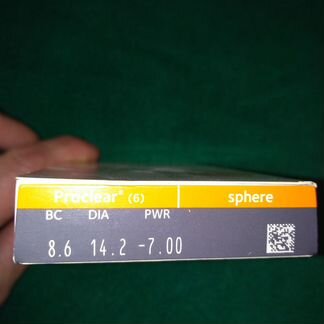 Proclear® (6) sphere
BC DIA PWR
8.6 14.2 -7.00